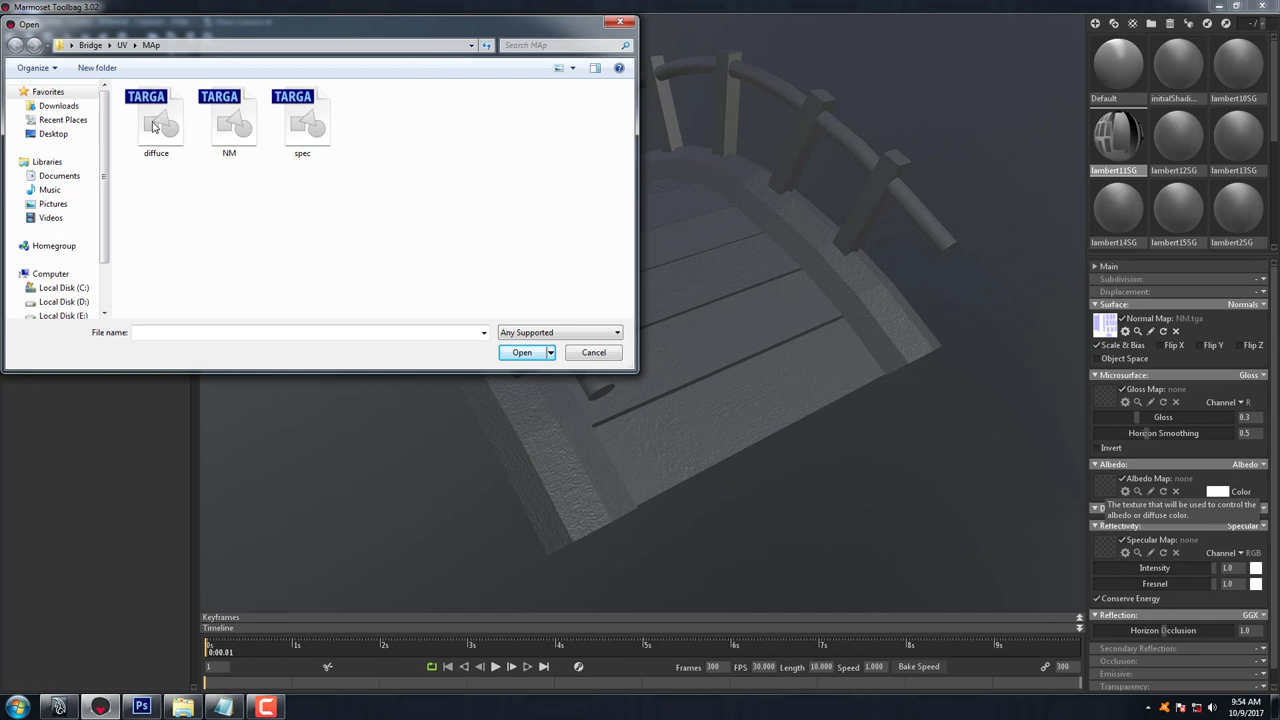 Marmoset Toolbag 3.02
Open
Bridge
UV
MAp
Search MAp
Organize
New folder
Favorites
Downloads
Recent Places
Desktop
Libraries
Documents
Music
Pictures
Videos
Homegroup
Computer
Local Disk (C:)
Local Disk (D:)
Local Disk (E:)
TARGA
TARGA
TARGA
diffuce
NM
spec
File name:
Any Supported
Open
Cancel
Default
initialShadi...
lambert10SG
lambert11SG
lambert12SG
lambert13SG
lambert14SG
lambert15SG
lambert2SG
Main
Subdivision:
Displacement:
Surface:
Normals
Normal Map: NM.tga
Scale & Bias
Flip X
Flip Y
Flip Z
Object Space
Microsurface:
Gloss
Gloss Map: none
Channel
R
Gloss
0.3
Horizon Smoothing
0.5
Invert
Albedo:
Albedo
Albedo Map: none
Color
The texture that will be used to control the
albedo or diffuse color.
Reflectivity:
Specular
Specular Map: none
Channel
RGB
Intensity
1.0
Fresnel
1.0
Conserve Energy
Reflection:
GGX
Horizon Occlusion
1.0
Secondary Reflection:
Occlusion:
Emissive:
Transparency:
Keyframes
Timeline
0s
1s
2s
3s
4s
5s
6s
7s
8s
9s
0:00.01
1
Frames
300
FPS
30.000
Length
10.000
Speed
1.000
Bake Speed
300
Ps
9:54 AM
10/9/2017